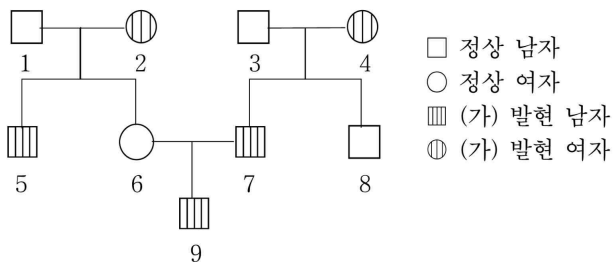 1 2 3 4
5 6 7 8
9
정상 남자
정상 여자
(가) 발현 남자
(가) 발현 여자